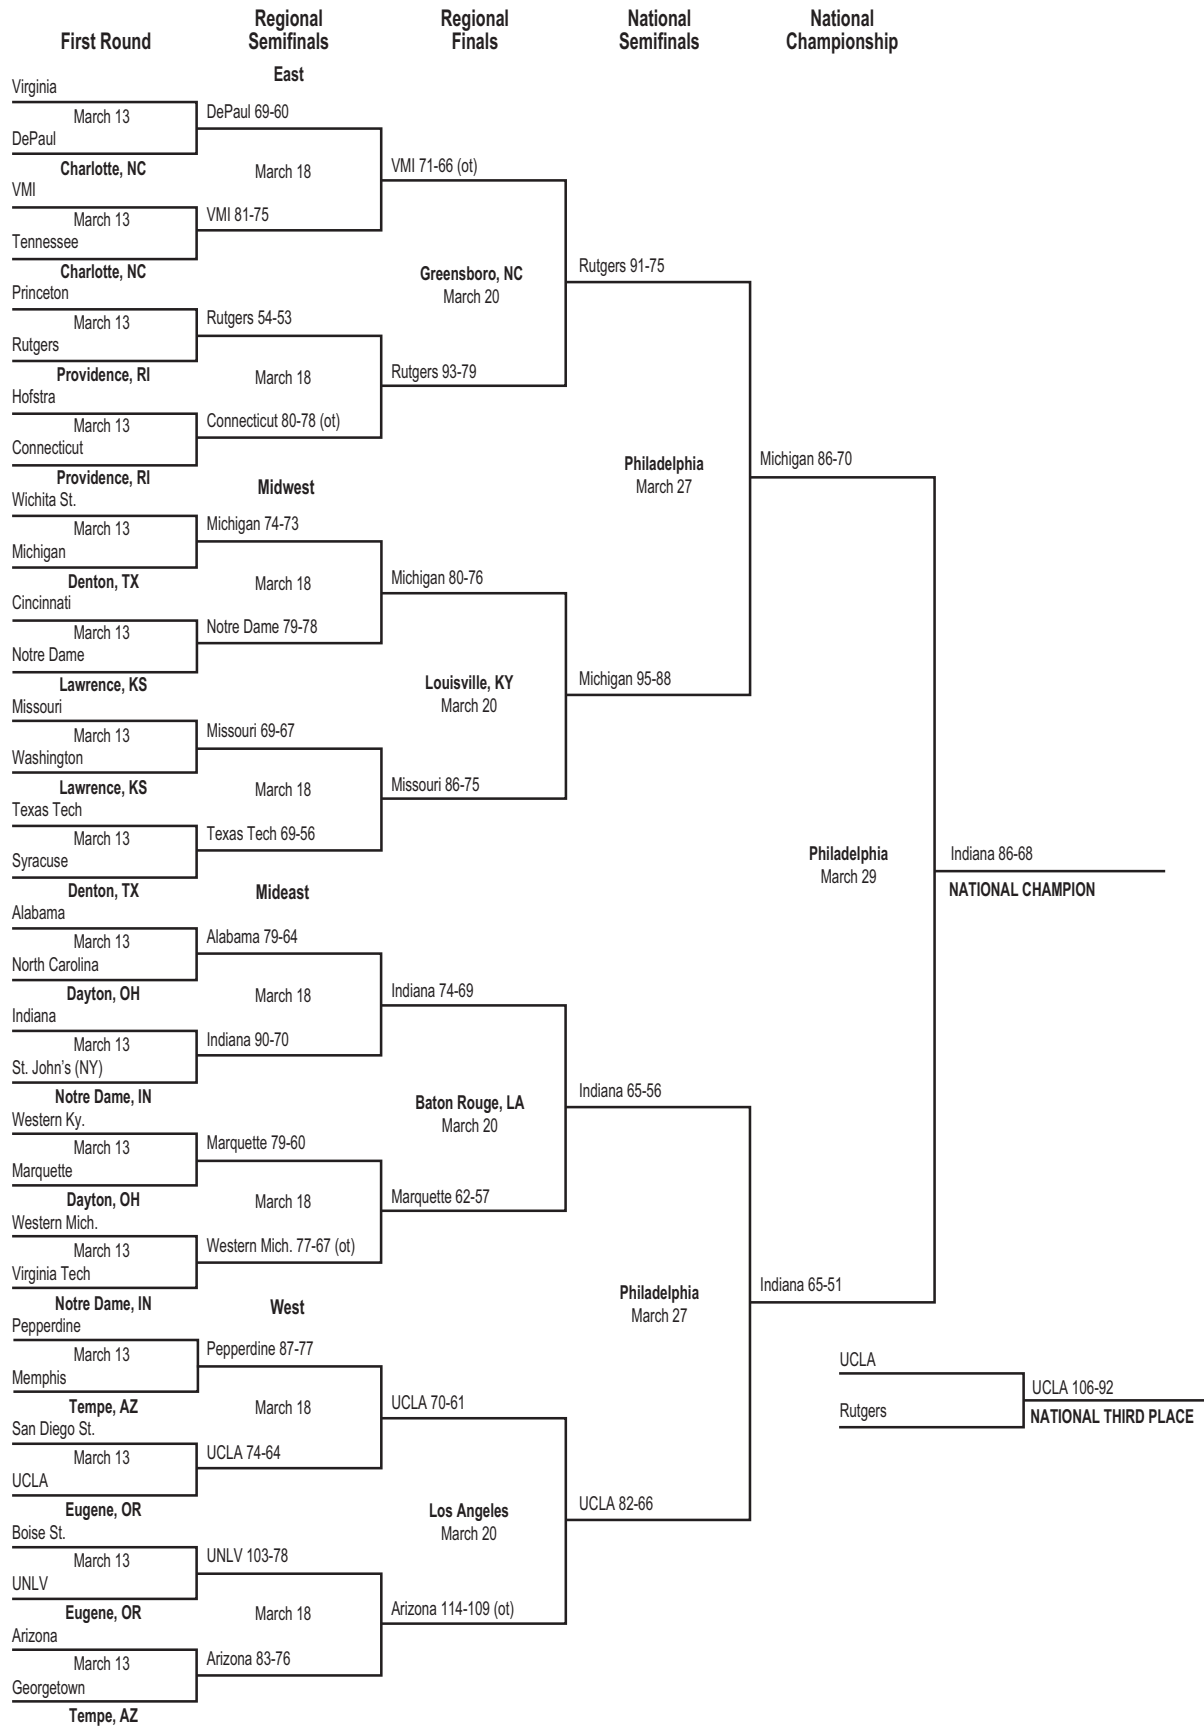 First Round
Regional
Semifinals
Regional
Finals
National
Semifinals
National
Championship
East
Virginia
March 13
DePaul 69-60
DePaul
Charlotte, NC
March 18
VMI 71-66 (ot)
VMI
March 13
VMI 81-75
Tennessee
Charlotte, NC
Greensboro, NC
March 20
Rutgers 91-75
Princeton
March 13
Rutgers 54-53
Rutgers
Providence, RI
March 18
Rutgers 93-79
Hofstra
March 13
Connecticut 80-78 (ot)
Connecticut
Providence, RI
Philadelphia
March 27
Michigan 86-70
Midwest
Wichita St.
March 13
Michigan 74-73
Michigan
Denton, TX
March 18
Michigan 80-76
Cincinnati
March 13
Notre Dame 79-78
Notre Dame
Lawrence, KS
Louisville, KY
March 20
Michigan 95-88
Missouri
March 13
Missouri 69-67
Washington
Lawrence, KS
March 18
Missouri 86-75
Texas Tech
March 13
Texas Tech 69-56
Syracuse
Denton, TX
Philadelphia
March 29
Indiana 86-68
NATIONAL CHAMPION
Mideast
Alabama
March 13
Alabama 79-64
North Carolina
Dayton, OH
March 18
Indiana 74-69
Indiana
March 13
Indiana 90-70
St. John's (NY)
Notre Dame, IN
Baton Rouge, LA
March 20
Indiana 65-56
Western Ky.
March 13
Marquette 79-60
Marquette
Dayton, OH
March 18
Marquette 62-57
Western Mich.
March 13
Western Mich. 77-67 (ot)
Virginia Tech
Notre Dame, IN
Philadelphia
March 27
Indiana 65-51
West
Pepperdine
March 13
Pepperdine 87-77
Memphis
Tempe, AZ
March 18
UCLA 70-61
San Diego St.
March 13
UCLA 74-64
UCLA
Eugene, OR
Los Angeles
March 20
UCLA 82-66
Boise St.
March 13
UNLV 103-78
UNLV
Eugene, OR
March 18
Arizona 114-109 (ot)
Arizona
March 13
Arizona 83-76
Georgetown
Tempe, AZ
UCLA
UCLA 106-92
Rutgers
NATIONAL THIRD PLACE